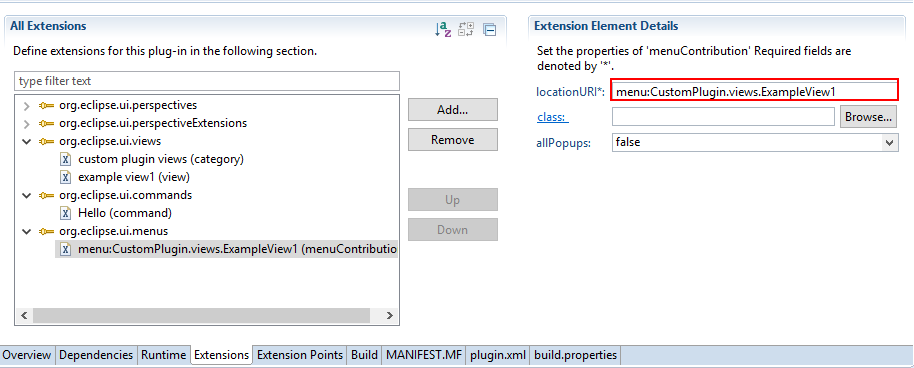 All Extensions
Define extensions for this plug-in in the following section.
type filter text
org.eclipse.ui.perspectives
org.eclipse.ui.perspectiveExtensions
org.eclipse.ui.views
custom plugin views (category)
example view1 (view)
org.eclipse.ui.commands
Hello (command)
org.eclipse.ui.menus
menu:CustomPlugin.views.ExampleView1 (menuContributio
Add...
Remove
Up
Down
Extension Element Details
Set the properties of 'menuContribution' Required fields are
denoted by '*'.
locationURI*: menu:CustomPlugin.views.ExampleView1
class: Browse...
allPopups: false
Overview Dependencies Runtime Extensions Extension Points Build MANIFEST.MF plugin.xml build.properties